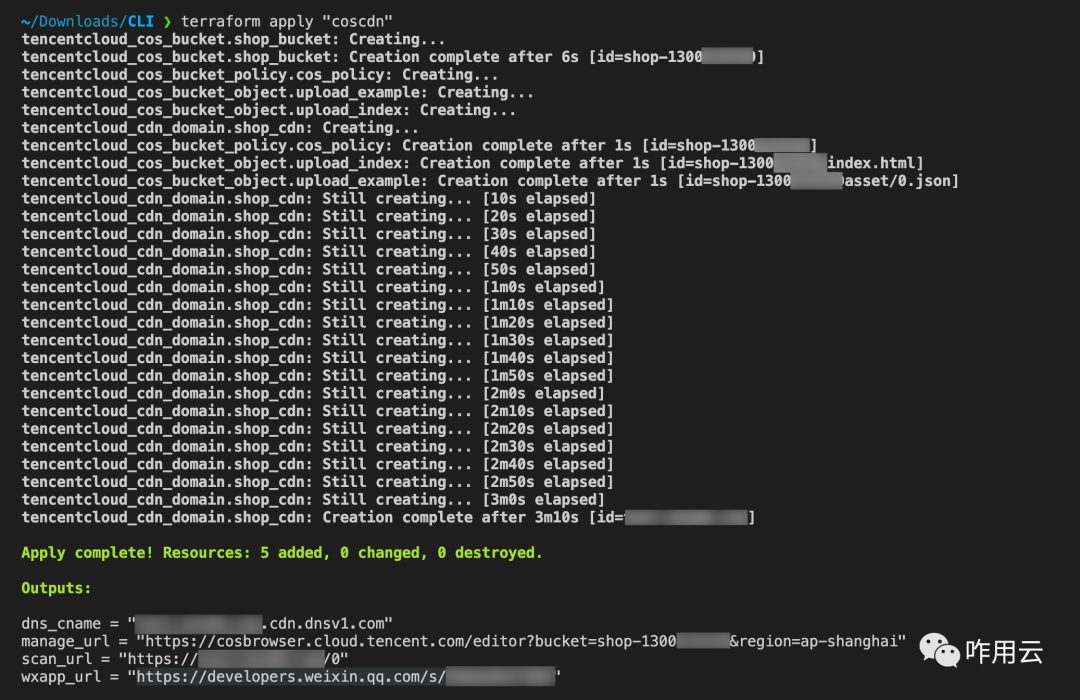 ~/Downloads/CLI ❯ terraform apply "coscdn"
tencentcloud_cos_bucket.shop_bucket: Creating...
tencentcloud_cos_bucket.shop_bucket: Creation complete after 6s [id=shop-1300]
tencentcloud_cos_bucket_policy.cos_policy: Creating...
tencentcloud_cos_bucket_object.upload_example: Creating...
tencentcloud_cos_bucket_object.upload_index: Creating...
tencentcloud_cdn_domain.shop_cdn: Creating...
tencentcloud_cos_bucket_policy.cos_policy: Creation complete after 1s [id=shop-1300]
tencentcloud_cos_bucket_object.upload_index: Creation complete after 1s [id=shop-1300 index.html]
tencentcloud_cos_bucket_object.upload_example: Creation complete after 1s [id=shop-1300 asset/0.json]
tencentcloud_cdn_domain.shop_cdn: Still creating... [10s elapsed]
tencentcloud_cdn_domain.shop_cdn: Still creating... [20s elapsed]
tencentcloud_cdn_domain.shop_cdn: Still creating... [30s elapsed]
tencentcloud_cdn_domain.shop_cdn: Still creating... [40s elapsed]
tencentcloud_cdn_domain.shop_cdn: Still creating... [50s elapsed]
tencentcloud_cdn_domain.shop_cdn: Still creating... [1m0s elapsed]
tencentcloud_cdn_domain.shop_cdn: Still creating... [1m10s elapsed]
tencentcloud_cdn_domain.shop_cdn: Still creating... [1m20s elapsed]
tencentcloud_cdn_domain.shop_cdn: Still creating... [1m30s elapsed]
tencentcloud_cdn_domain.shop_cdn: Still creating... [1m40s elapsed]
tencentcloud_cdn_domain.shop_cdn: Still creating... [1m50s elapsed]
tencentcloud_cdn_domain.shop_cdn: Still creating... [2m0s elapsed]
tencentcloud_cdn_domain.shop_cdn: Still creating... [2m10s elapsed]
tencentcloud_cdn_domain.shop_cdn: Still creating... [2m20s elapsed]
tencentcloud_cdn_domain.shop_cdn: Still creating... [2m30s elapsed]
tencentcloud_cdn_domain.shop_cdn: Still creating... [2m40s elapsed]
tencentcloud_cdn_domain.shop_cdn: Still creating... [2m50s elapsed]
tencentcloud_cdn_domain.shop_cdn: Still creating... [3m0s elapsed]
tencentcloud_cdn_domain.shop_cdn: Creation complete after 3m10s [id=]
Apply complete! Resources: 5 added, 0 changed, 0 destroyed.
Outputs:
dns_cname = ".cdn.dnsv1.com"
manage_url = "https://cosbrowser.cloud.tencent.com/editor?bucket=shop-1300 &region=ap-shanghai"
scan_url = "https:// /0"
wxapp_url = "https://developers.weixin.qq.com/s/ "
咋用云